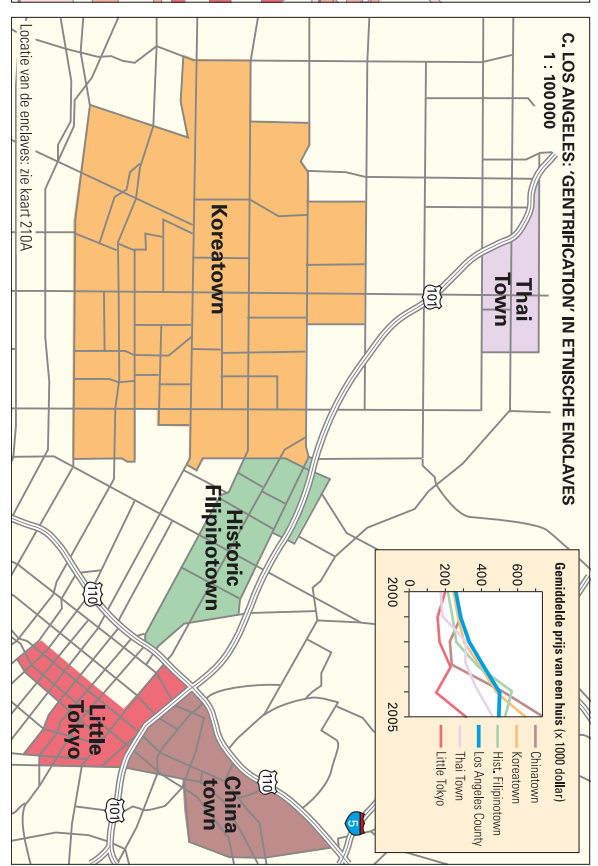 C. LOS ANGELES: 'GENTRIFICATION' IN ETNISCHE ENCLAVES
1 : 100 000
Thai
Town
101
Koreatown
Historic
Filipinotown
110
Little
Tokyo
China
town
110
101
5
Gemiddelde prijs van een huis (x 1000 dollar)
600
400
200
0
2000
2005
Chinatown
Koreatown
Hist. Filipinotown
Los Angeles County
Thai Town
Little Tokyo
Locatie van de enclaves: zie kaart 210A